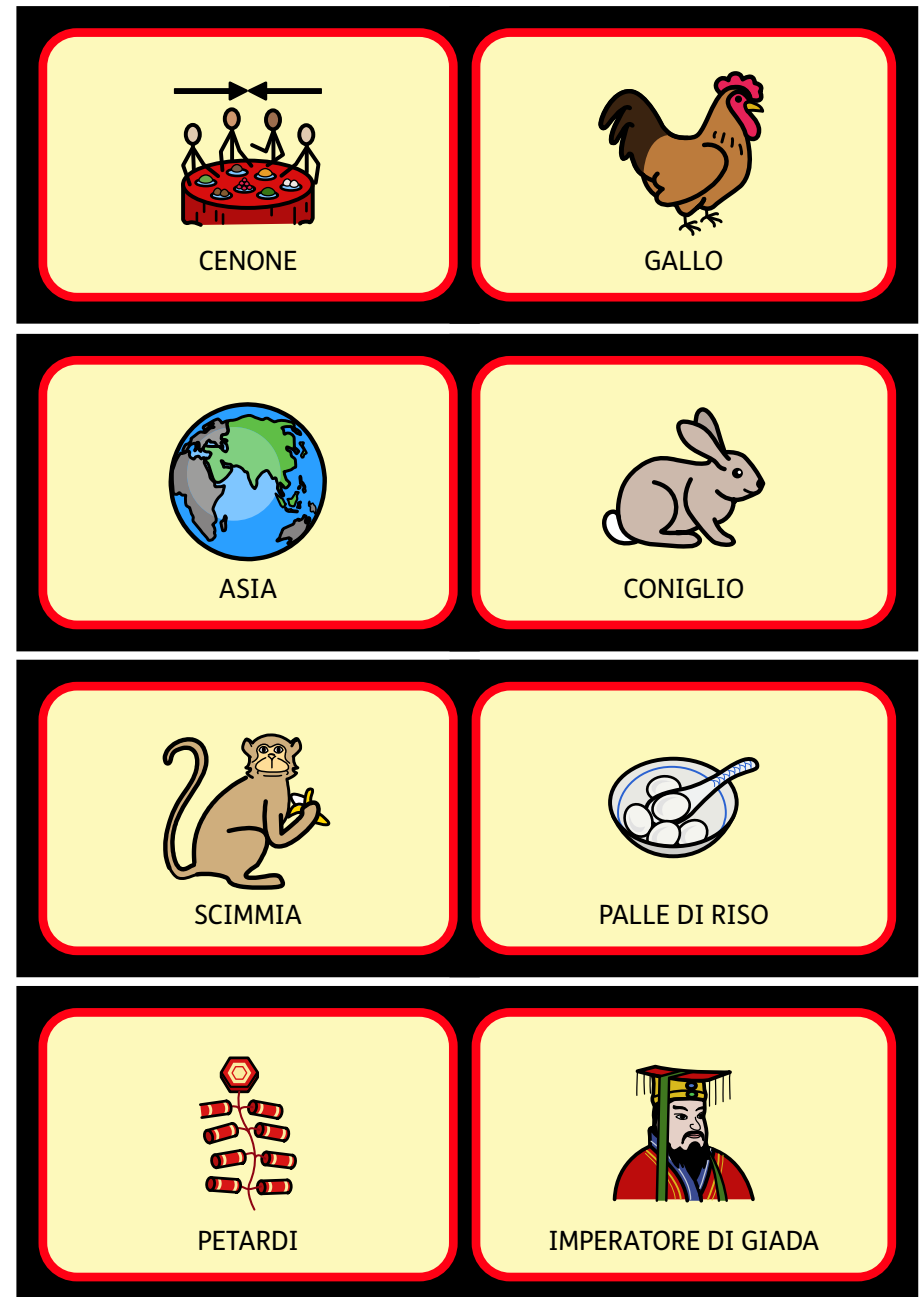 CENONE
GALLO
ASIA
CONIGLIO
SCIMMIA
PALLE DI RISO
PETARDI
IMPERATORE DI GIADA